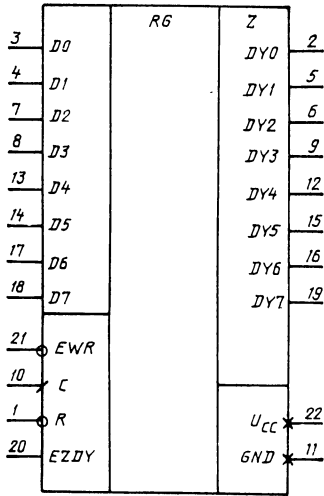 RG Z
3 D0 DY0 2
4 D1 DY1 5
7 D2 DY2 6
8 D3 DY3 9
13 D4 DY4 12
14 D5 DY5 15
17 D6 DY6 16
18 D7 DY7 19
21 EWR
10 C
1 R UCC 22
20 EZDY GND 11